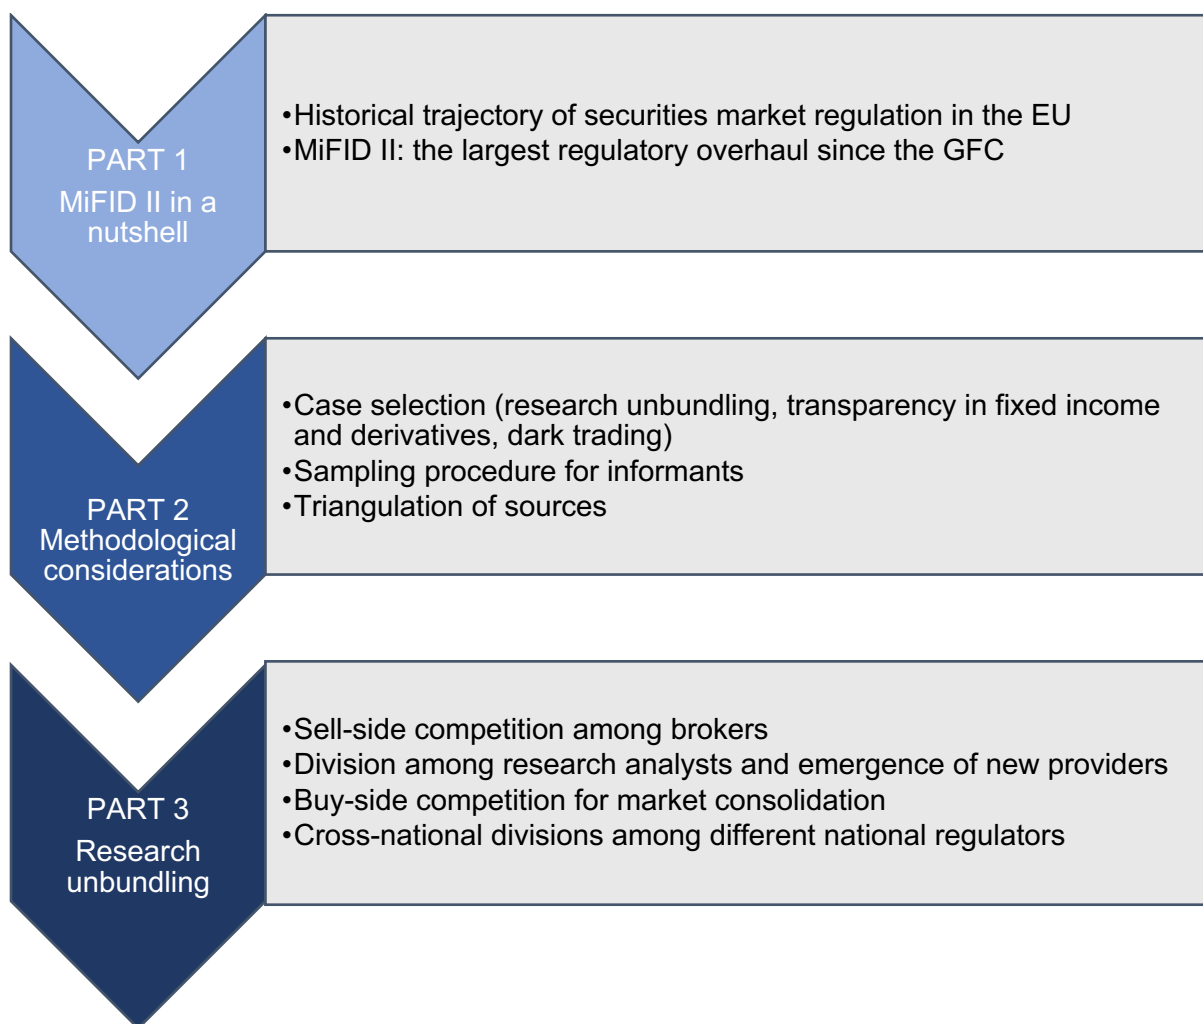 PART 1
MiFID II in a
nutshell
•Historical trajectory of securities market regulation in the EU
•MiFID II: the largest regulatory overhaul since the GFC
PART 2
Methodological
considerations
•Case selection (research unbundling, transparency in fixed income
and derivatives, dark trading)
•Sampling procedure for informants
•Triangulation of sources
PART 3
Research
unbundling
•Sell-side competition among brokers
•Division among research analysts and emergence of new providers
•Buy-side competition for market consolidation
•Cross-national divisions among different national regulators